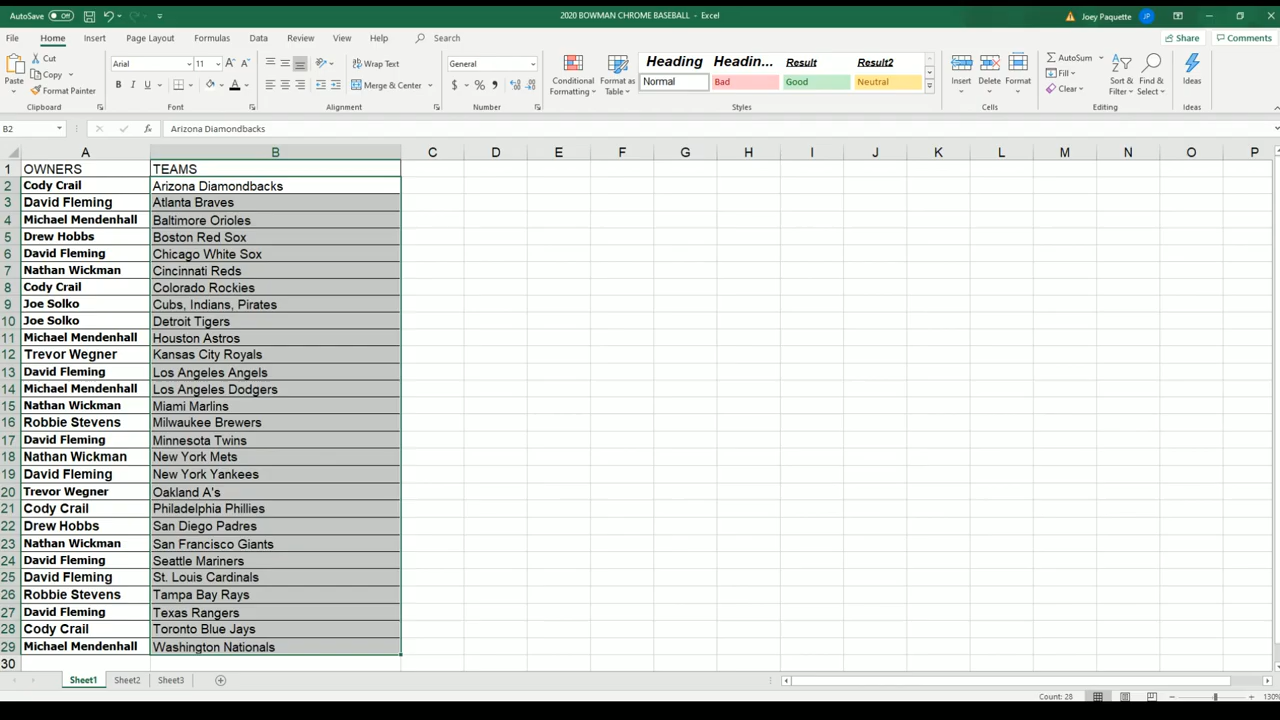 AutoSave Off 2020 BOWMAN CHROME BASEBALL - Excel Joey Paquette JP
File Home Insert Page Layout Formulas Data Review View Help Search Share Comments
Cut Arial 11 Wrap Text General Heading Headin... Result Result2 AutoSum
Copy Fill
Paste Format Painter B I U Merge & Center $ % Conditional Formatting Format as Table Normal Bad Good Neutral Insert Delete Format Clear Sort & Filter Find & Select Ideas
Clipboard Font Alignment Number Styles Cells Editing Ideas
B2 fx Arizona Diamondbacks
A B C D E F G H I J K L M N O P
1 OWNERS TEAMS
2 Cody Crail Arizona Diamondbacks
3 David Fleming Atlanta Braves
4 Michael Mendenhall Baltimore Orioles
5 Drew Hobbs Boston Red Sox
6 David Fleming Chicago White Sox
7 Nathan Wickman Cincinnati Reds
8 Cody Crail Colorado Rockies
9 Joe Solko Cubs, Indians, Pirates
10 Joe Solko Detroit Tigers
11 Michael Mendenhall Houston Astros
12 Trevor Wegner Kansas City Royals
13 David Fleming Los Angeles Angels
14 Michael Mendenhall Los Angeles Dodgers
15 Nathan Wickman Miami Marlins
16 Robbie Stevens Milwaukee Brewers
17 David Fleming Minnesota Twins
18 Nathan Wickman New York Mets
19 David Fleming New York Yankees
20 Trevor Wegner Oakland A's
21 Cody Crail Philadelphia Phillies
22 Drew Hobbs San Diego Padres
23 Nathan Wickman San Francisco Giants
24 David Fleming Seattle Mariners
25 David Fleming St. Louis Cardinals
26 Robbie Stevens Tampa Bay Rays
27 David Fleming Texas Rangers
28 Cody Crail Toronto Blue Jays
29 Michael Mendenhall Washington Nationals
30
Sheet1 Sheet2 Sheet3
Count: 28 130%